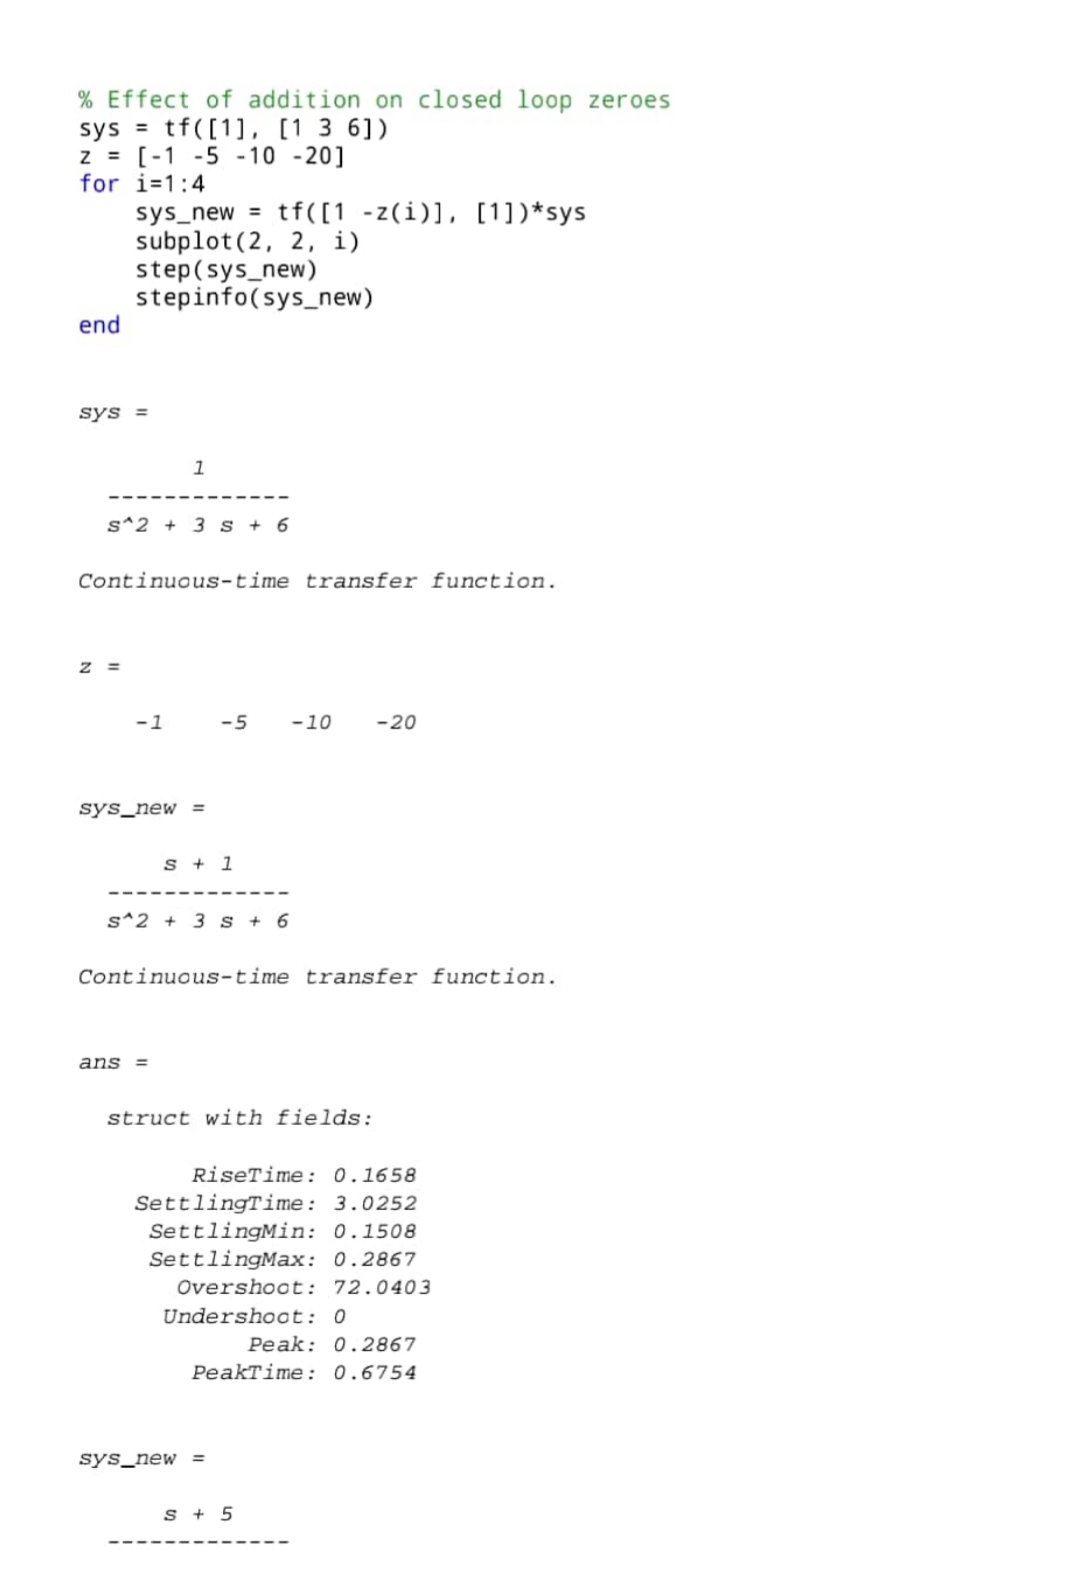 % Effect of addition on closed loop zeroes
sys = tf([1], [1 3 6])
z = [-1 -5 -10 -20]
for i=1:4
    sys_new = tf([1 -z(i)], [1])*sys
    subplot(2, 2, i)
    step(sys_new)
    stepinfo(sys_new)
end
sys =
1
-------------
s^2 + 3 s + 6
Continuous-time transfer function.
z =
-1 -5 -10 -20
sys_new =
s + 1
-------------
s^2 + 3 s + 6
Continuous-time transfer function.
ans =
struct with fields:
RiseTime: 0.1658
SettlingTime: 3.0252
SettlingMin: 0.1508
SettlingMax: 0.2867
Overshoot: 72.0403
Undershoot: 0
Peak: 0.2867
PeakTime: 0.6754
sys_new =
s + 5
-------------